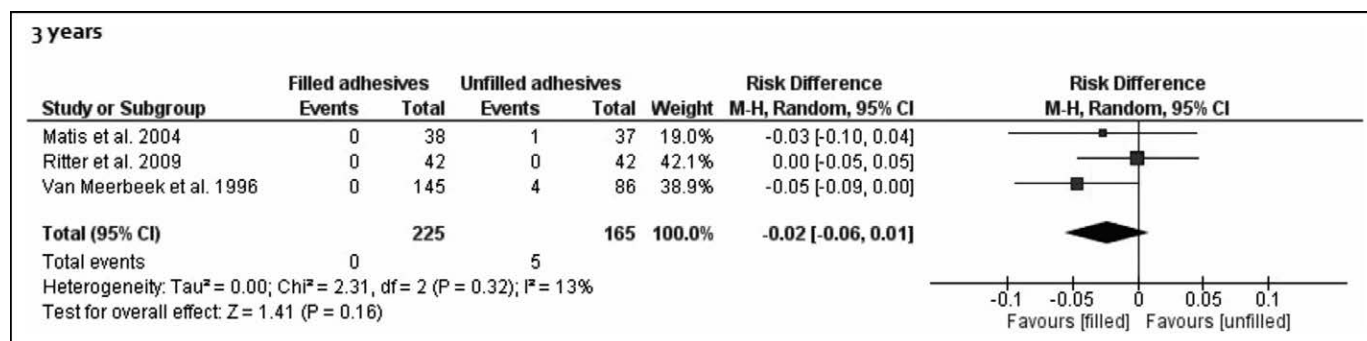 3 years
Filled adhesives Unfilled adhesives Risk Difference Risk Difference
Study or Subgroup Events Total Events Total Weight M-H, Random, 95% CI M-H, Random, 95% CI
Matis et al. 2004 0 38 1 37 19.0% -0.03 [-0.10, 0.04]
Ritter et al. 2009 0 42 0 42 42.1% 0.00 [-0.05, 0.05]
Van Meerbeek et al. 1996 0 145 4 86 38.9% -0.05 [-0.09, 0.00]
Total (95% CI) 225 165 100.0% -0.02 [-0.06, 0.01]
Total events 0 5
Heterogeneity: Tau² = 0.00; Chi² = 2.31, df = 2 (P = 0.32); I² = 13%
Test for overall effect: Z = 1.41 (P = 0.16)
-0.1 -0.05 0 0.05 0.1
Favours [filled] Favours [unfilled]